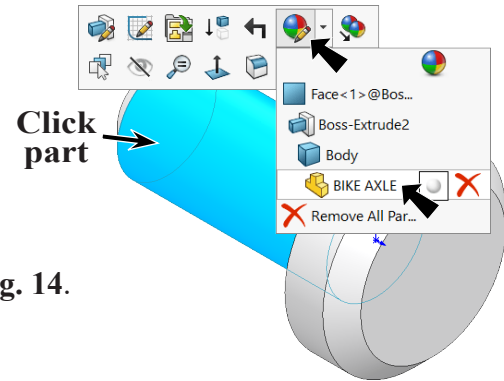 Click
part
Face<1>@Bos...
Boss-Extrude2
Body
BIKE AXLE
Remove All Par...
g. 14.